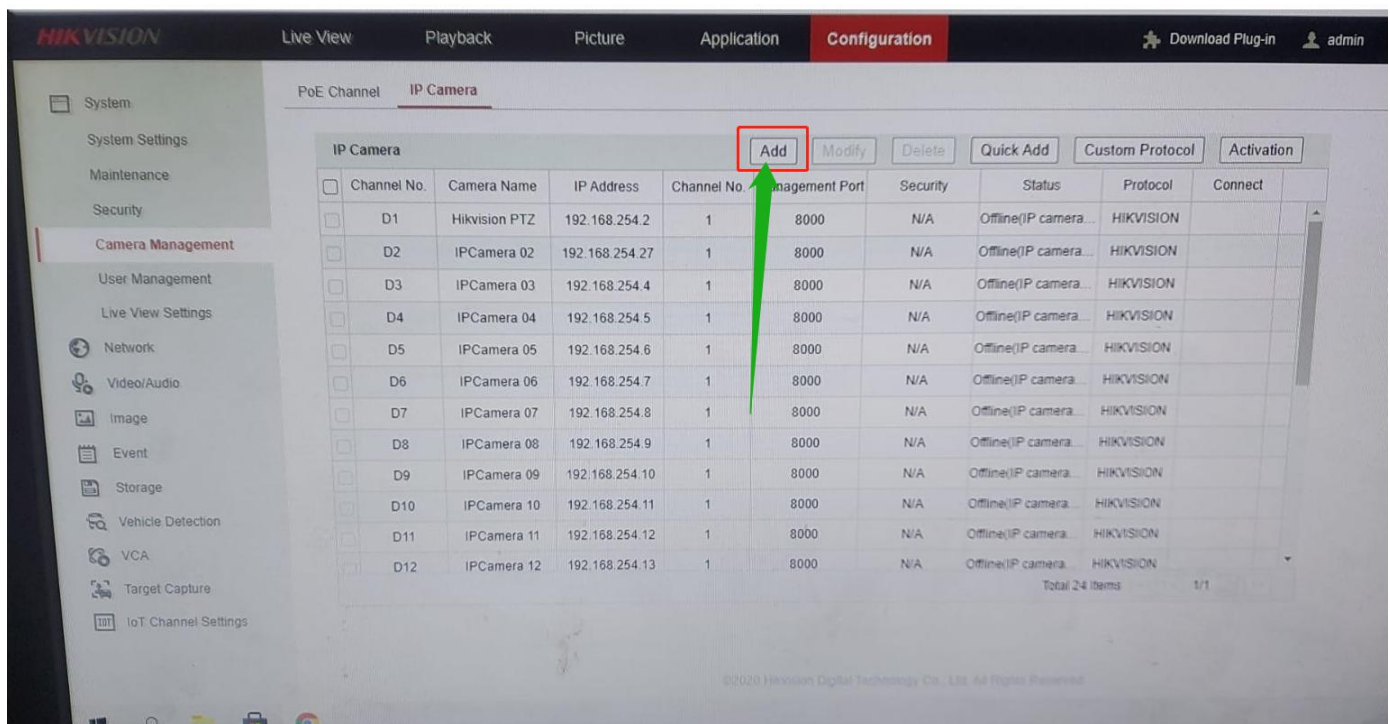 HIKVISION Live View Playback Picture Application Configuration Download Plug-in admin
PoE Channel IP Camera
System
System Settings
Maintenance
Security
Camera Management
User Management
Live View Settings
Network
Video/Audio
Image
Event
Storage
Vehicle Detection
VCA
Target Capture
IOT IoT Channel Settings
IP Camera Add Modify Delete Quick Add Custom Protocol Activation
Channel No. Camera Name IP Address Channel No. nagement Port Security Status Protocol Connect
D1 Hikvision PTZ 192.168.254.2 1 8000 N/A Offline(IP camera... HIKVISION
D2 IPCamera 02 192.168.254.27 1 8000 N/A Offline(IP camera... HIKVISION
D3 IPCamera 03 192.168.254.4 1 8000 N/A Offline(IP camera... HIKVISION
D4 IPCamera 04 192.168.254.5 1 8000 N/A Offline(IP camera... HIKVISION
D5 IPCamera 05 192.168.254.6 1 8000 N/A Offline(IP camera... HIKVISION
D6 IPCamera 06 192.168.254.7 1 8000 N/A Offline(IP camera... HIKVISION
D7 IPCamera 07 192.168.254.8 1 8000 N/A Offline(IP camera... HIKVISION
D8 IPCamera 08 192.168.254.9 1 8000 N/A Offline(IP camera... HIKVISION
D9 IPCamera 09 192.168.254.10 1 8000 N/A Offline(IP camera... HIKVISION
D10 IPCamera 10 192.168.254.11 1 8000 N/A Offline(IP camera... HIKVISION
D11 IPCamera 11 192.168.254.12 1 8000 N/A Offline(IP camera... HIKVISION
D12 IPCamera 12 192.168.254.13 1 8000 N/A Offline(IP camera... HIKVISION
Total 24 Items 1/1
©2020 Hikvision Digital Technology Co., Ltd. All Rights Reserved.